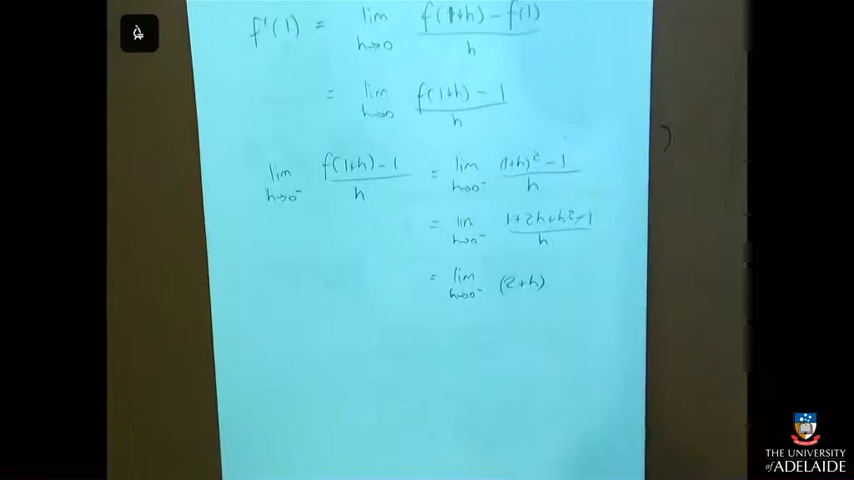 f'(1) = lim h→0 f(1+h) - f(1) / h
= lim h→0 f(1+h) - 1 / h
lim h→0⁻ f(1+h) - 1 / h = lim h→0⁻ (1+h)² - 1 / h
= lim h→0⁻ 1+2h+h²-1 / h
= lim h→0⁻ (2+h)
THE UNIVERSITY
of ADELAIDE